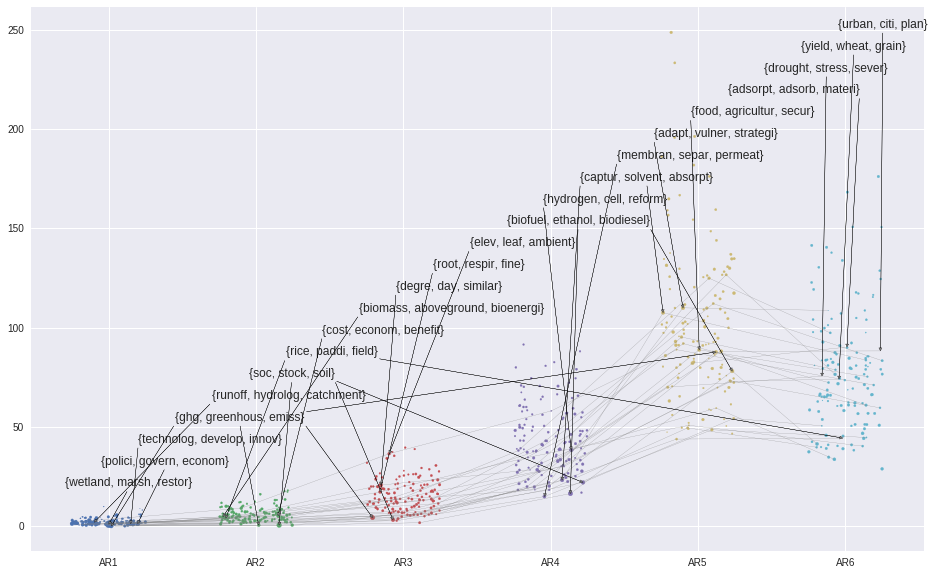 250
{urban, citi, plan}
{yield, wheat, grain}
{drought, stress, sever}
{adsorpt, adsorb, materi}
{food, agricultur, secur}
200
{adapt, vulner, strategi}
{membran, separ, permeat}
{captur, solvent, absorpt}
{hydrogen, cell, reform}
{biofuel, ethanol, biodiesel}
150
{elev, leaf, ambient}
{root, respir, fine}
{degre, day, similar}
{biomass, aboveground, bioenergi}
{cost, econom, benefit}
100
{rice, paddi, field}
{soc, stock, soil}
{runoff, hydrolog, catchment}
{ghg, greenhous, emiss}
50
{technolog, develop, innov}
{polici, govern, econom}
{wetland, marsh, restor}
0
AR1 AR2 AR3 AR4 AR5 AR6